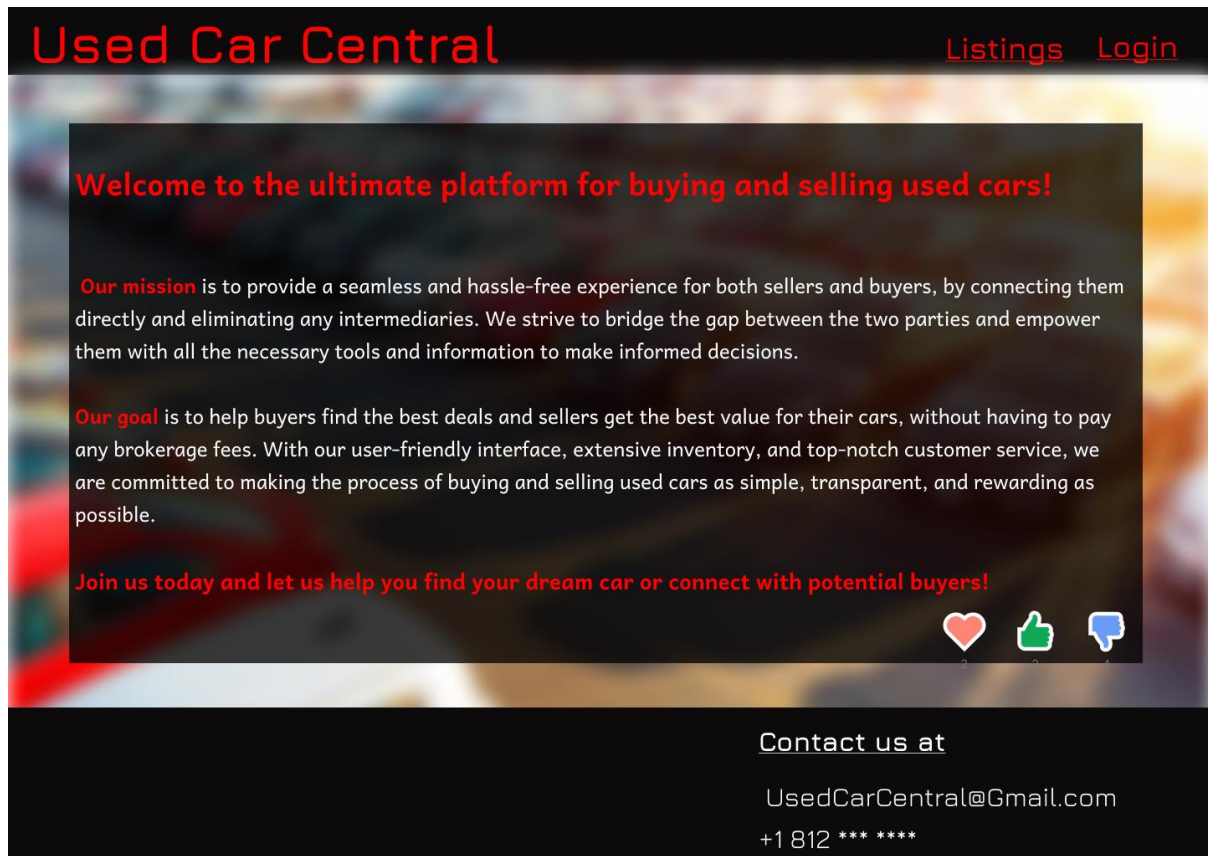 Used Car Central
Listings Login
Welcome to the ultimate platform for buying and selling used cars!
Our mission is to provide a seamless and hassle-free experience for both sellers and buyers, by connecting them
directly and eliminating any intermediaries. We strive to bridge the gap between the two parties and empower
them with all the necessary tools and information to make informed decisions.
Our goal is to help buyers find the best deals and sellers get the best value for their cars, without having to pay
any brokerage fees. With our user-friendly interface, extensive inventory, and top-notch customer service, we
are committed to making the process of buying and selling used cars as simple, transparent, and rewarding as
possible.
Join us today and let us help you find your dream car or connect with potential buyers!
Contact us at
UsedCarCentral@Gmail.com
+1 812 *** ****